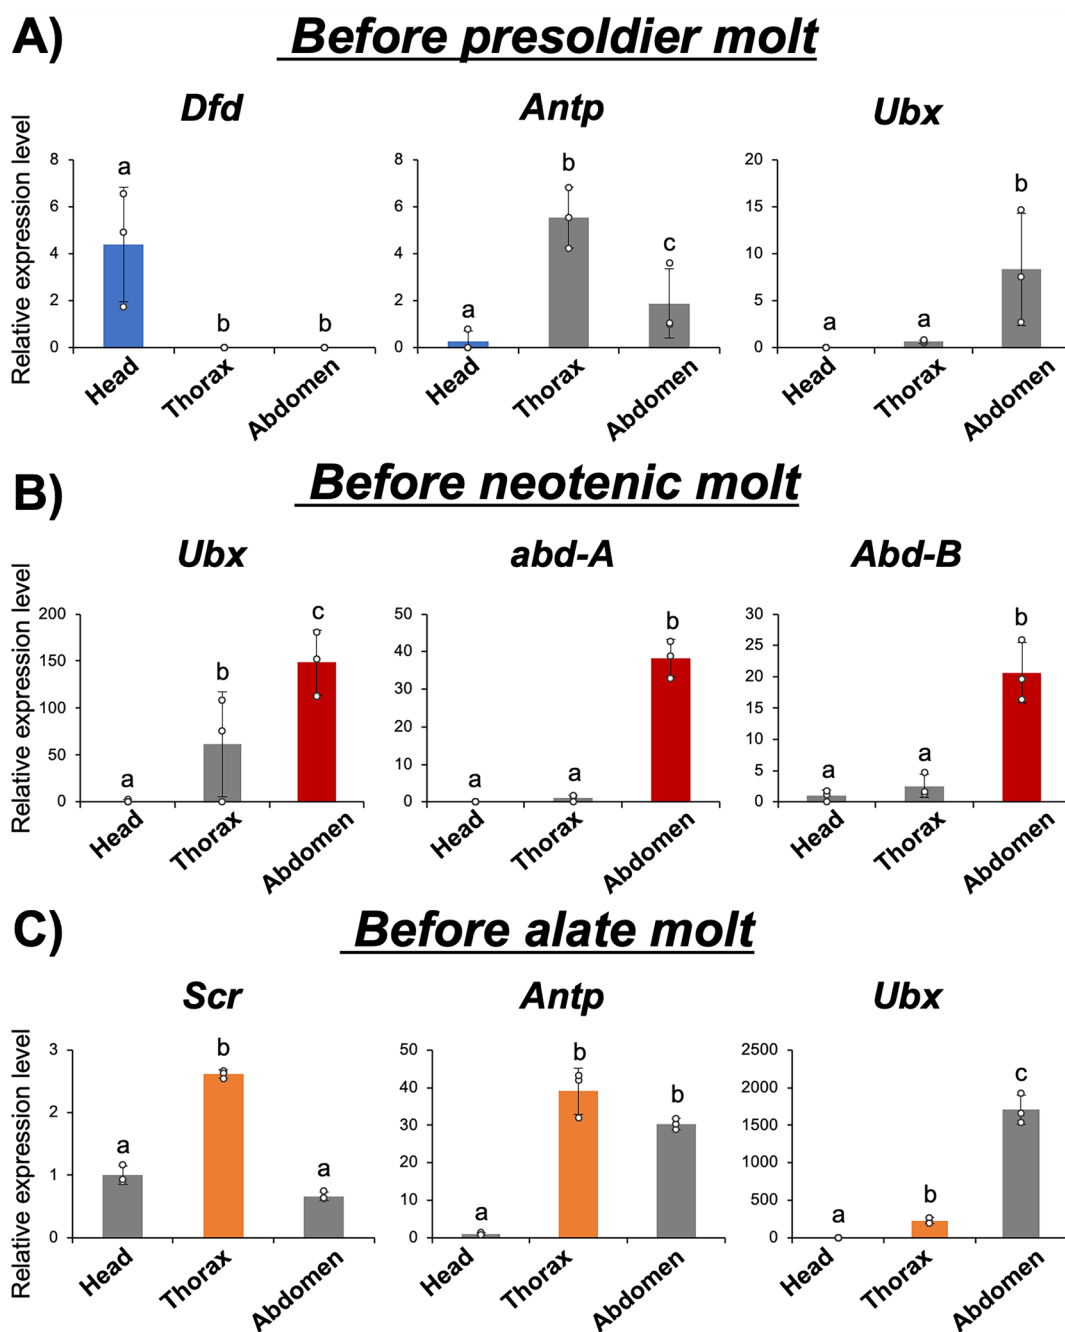 A)
Before presoldier molt
Dfd
Antp
Ubx
Relative expression level
8
6
4
2
0
a
b
b
Head
Thorax
Abdomen
8
6
4
2
0
a
b
c
Head
Thorax
Abdomen
20
15
10
5
0
a
a
b
Head
Thorax
Abdomen
B)
Before neotenic molt
Ubx
abd-A
Abd-B
Relative expression level
200
150
100
50
0
a
b
c
Head
Thorax
Abdomen
50
40
30
20
10
0
a
a
b
Head
Thorax
Abdomen
30
25
20
15
10
5
0
a
a
b
Head
Thorax
Abdomen
C)
Before alate molt
Scr
Antp
Ubx
Relative expression level
3
2
1
0
a
b
a
Head
Thorax
Abdomen
50
40
30
20
10
0
a
b
b
Head
Thorax
Abdomen
2500
2000
1500
1000
500
0
a
b
c
Head
Thorax
Abdomen